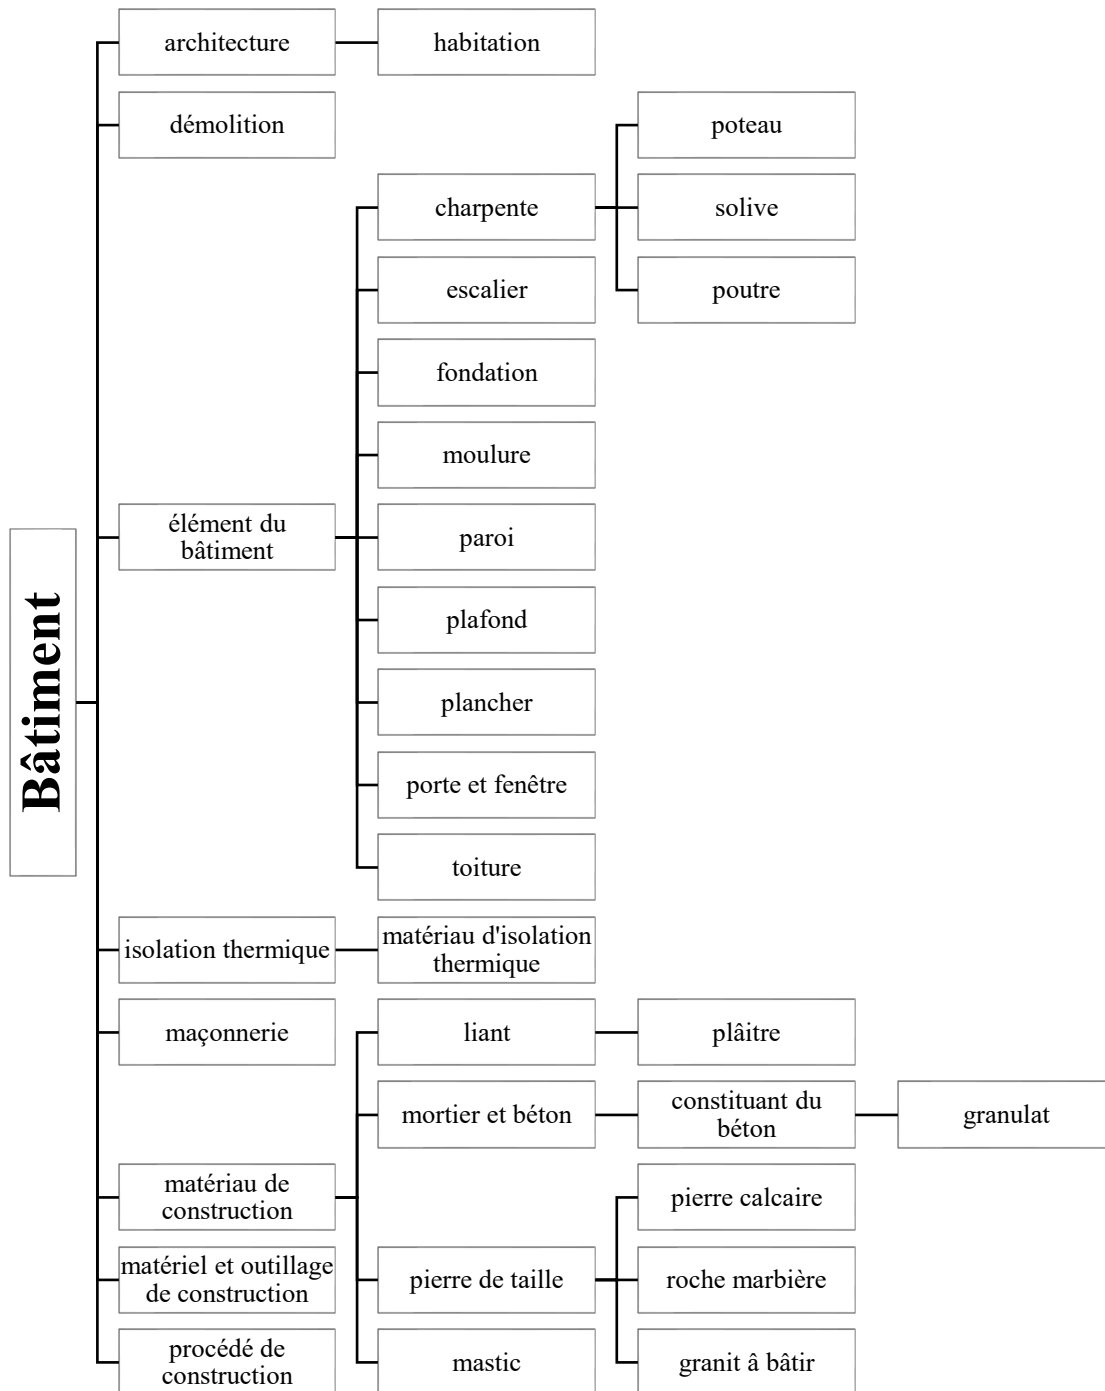 architecture
habitation
démolition
poteau
charpente
solive
escalier
poutre
fondation
moulure
élément du
bâtiment
paroi
Bâtiment
plafond
plancher
porte et fenêtre
toiture
isolation thermique
matériau d'isolation
thermique
maçonnerie
liant
plâitre
mortier et béton
constituant du
béton
granulat
matériau de
construction
pierre calcaire
matériel et outillage
de construction
pierre de taille
roche marbière
procédé de
construction
mastic
granit â bâtir